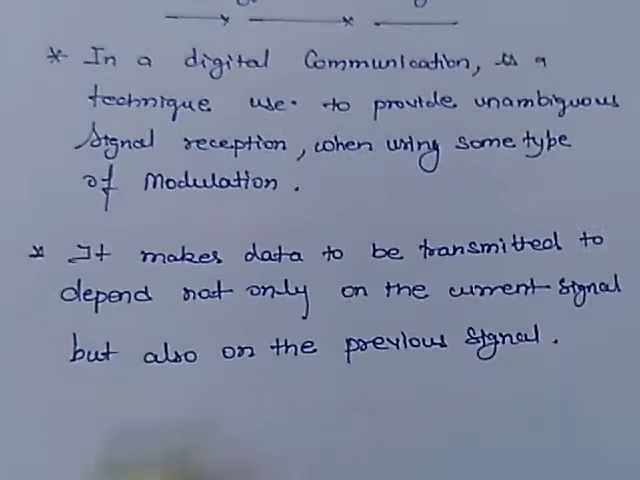 * In a digital Communication, is a
technique use. to provide unambiguous
signal reception, when using some type
of Modulation.
* It makes data to be transmitted to
depend not only on the current signal
but also on the previous signal.